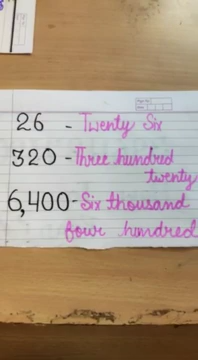 26 - Twenty Six
320 - Three hundred
twenty
6,400 - Six thousand
four hundred